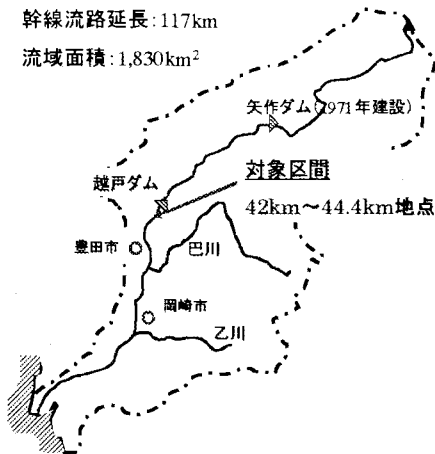 幹線流路延長:117km
流域面積:1,830km²
矢作ダム(1971年建設)
越戸ダム
対象区間
42km〜44.4km地点
豊田市
巴川
岡崎市
乙川